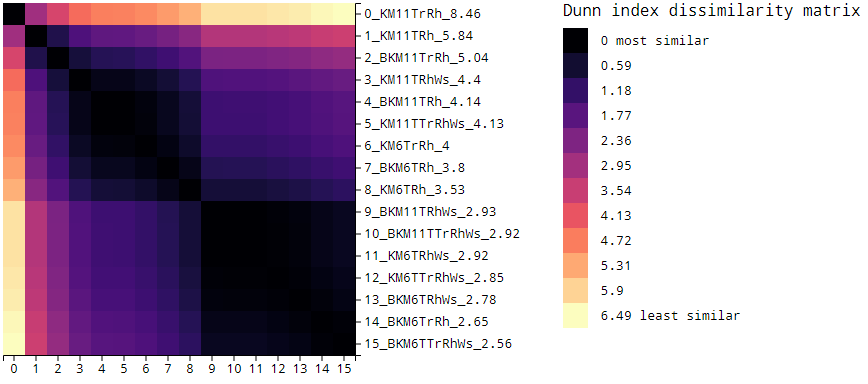 Dunn index dissimilarity matrix
0_KM11TrRh_8.46
1_KM11TRh_5.84
2_BKM11TrRh_5.04
3_KM11TRhWs_4.4
4_BKM11TRh_4.14
5_KM11TTrRhWs_4.13
6_KM6TrRh_4
7_BKM6TRh_3.8
8_KM6TRh_3.53
9_BKM11TRhWs_2.93
10_BKM11TTrRhWs_2.92
11_KM6TRhWs_2.92
12_KM6TTrRhWs_2.85
13_BKM6TRhWs_2.78
14_BKM6TrRh_2.65
15_BKM6TTrRhWs_2.56
0 1 2 3 4 5 6 7 8 9 10 11 12 13 14 15
0 most similar
0.59
1.18
1.77
2.36
2.95
3.54
4.13
4.72
5.31
5.9
6.49 least similar